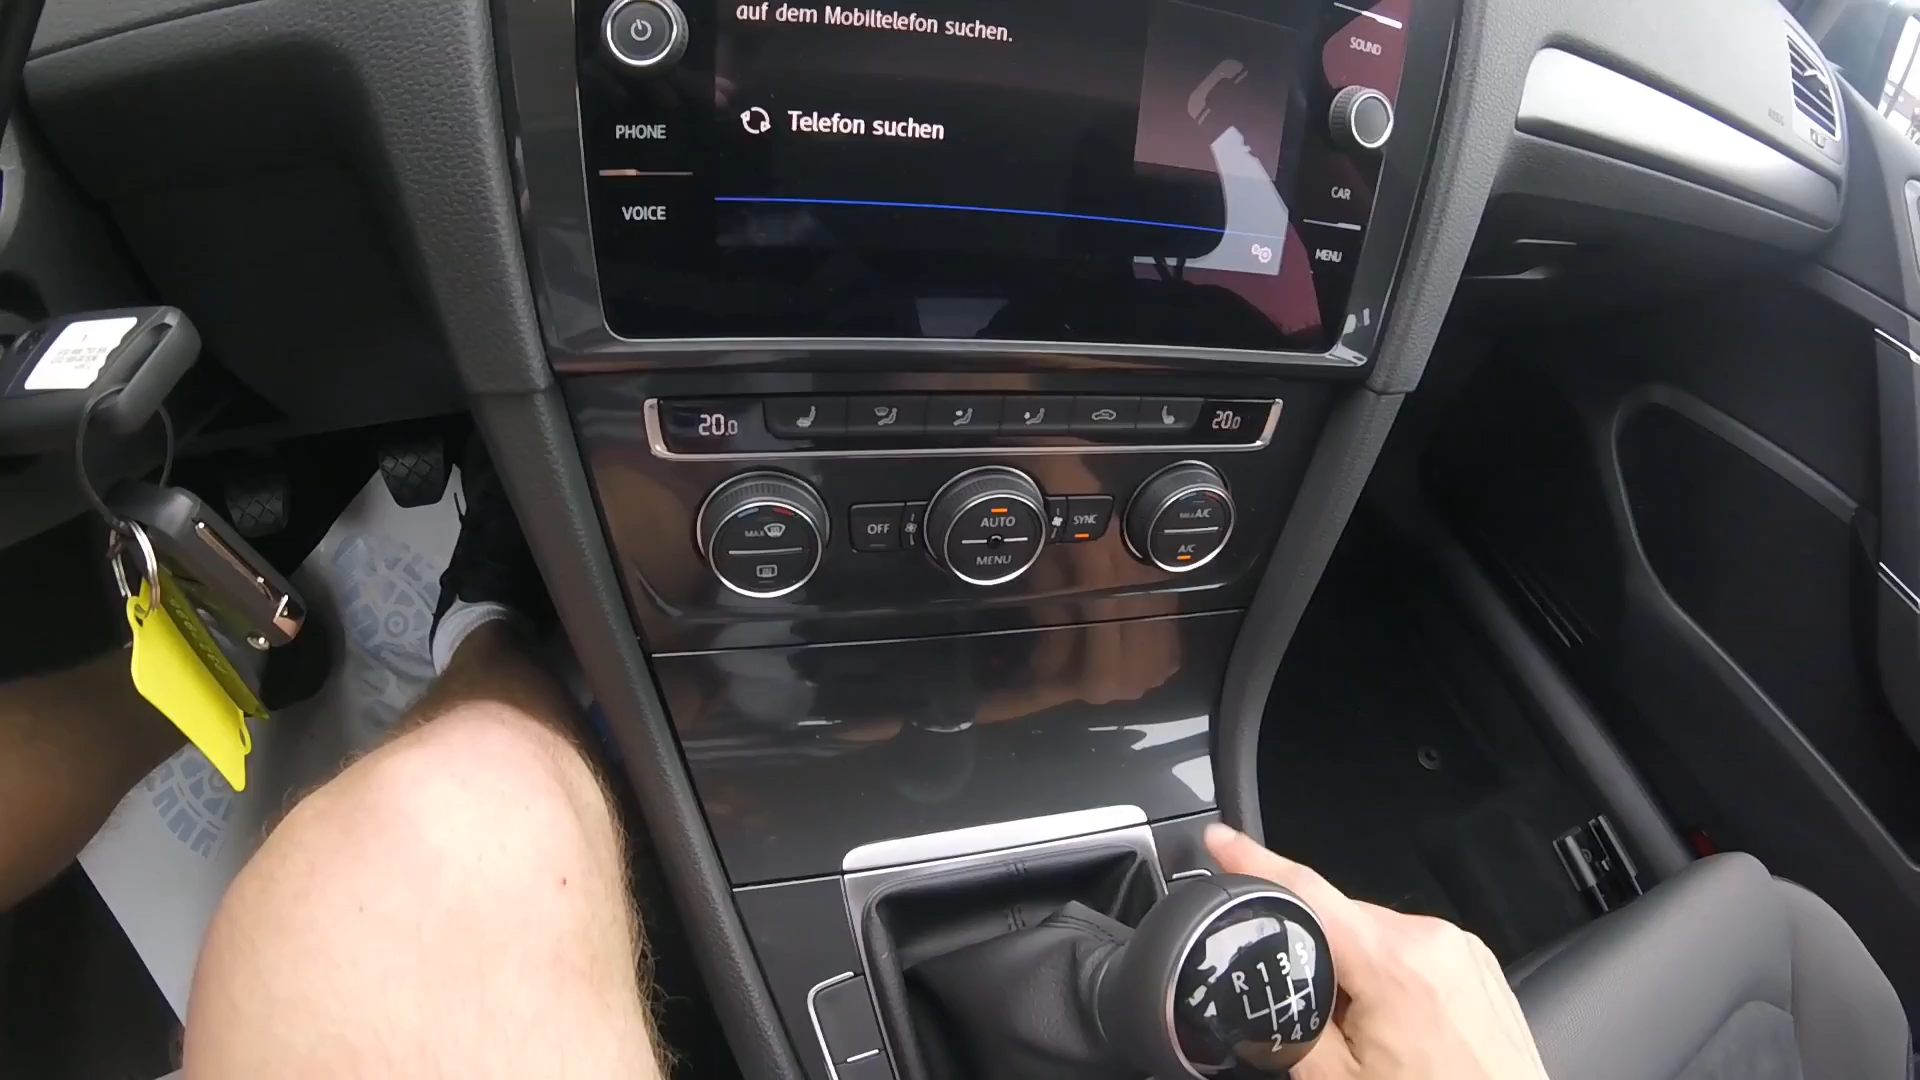 auf dem Mobiltelefon suchen.
SOUND
PHONE
Telefon suchen
VOICE
CAR
MENU
20.0
20.0
MAX
OFF
AUTO
MENU
SYNC
MAX A/C
A/C
R 1 3 5
2 4 6